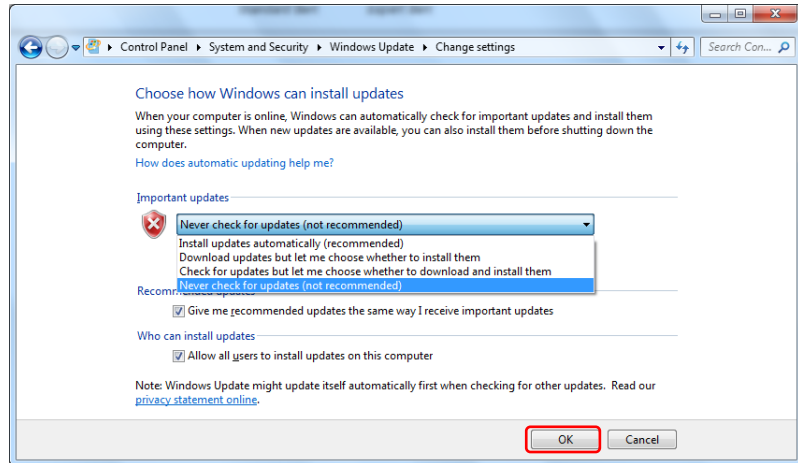 Control Panel ▸ System and Security ▸ Windows Update ▸ Change settings
Search Con...
Choose how Windows can install updates
When your computer is online, Windows can automatically check for important updates and install them
using these settings. When new updates are available, you can also install them before shutting down the
computer.
How does automatic updating help me?
Important updates
Never check for updates (not recommended)
Install updates automatically (recommended)
Download updates but let me choose whether to install them
Check for updates but let me choose whether to download and install them
Never check for updates (not recommended)
Give me recommended updates the same way I receive important updates
Who can install updates
Allow all users to install updates on this computer
Note: Windows Update might update itself automatically first when checking for other updates. Read our
privacy statement online.
OK Cancel